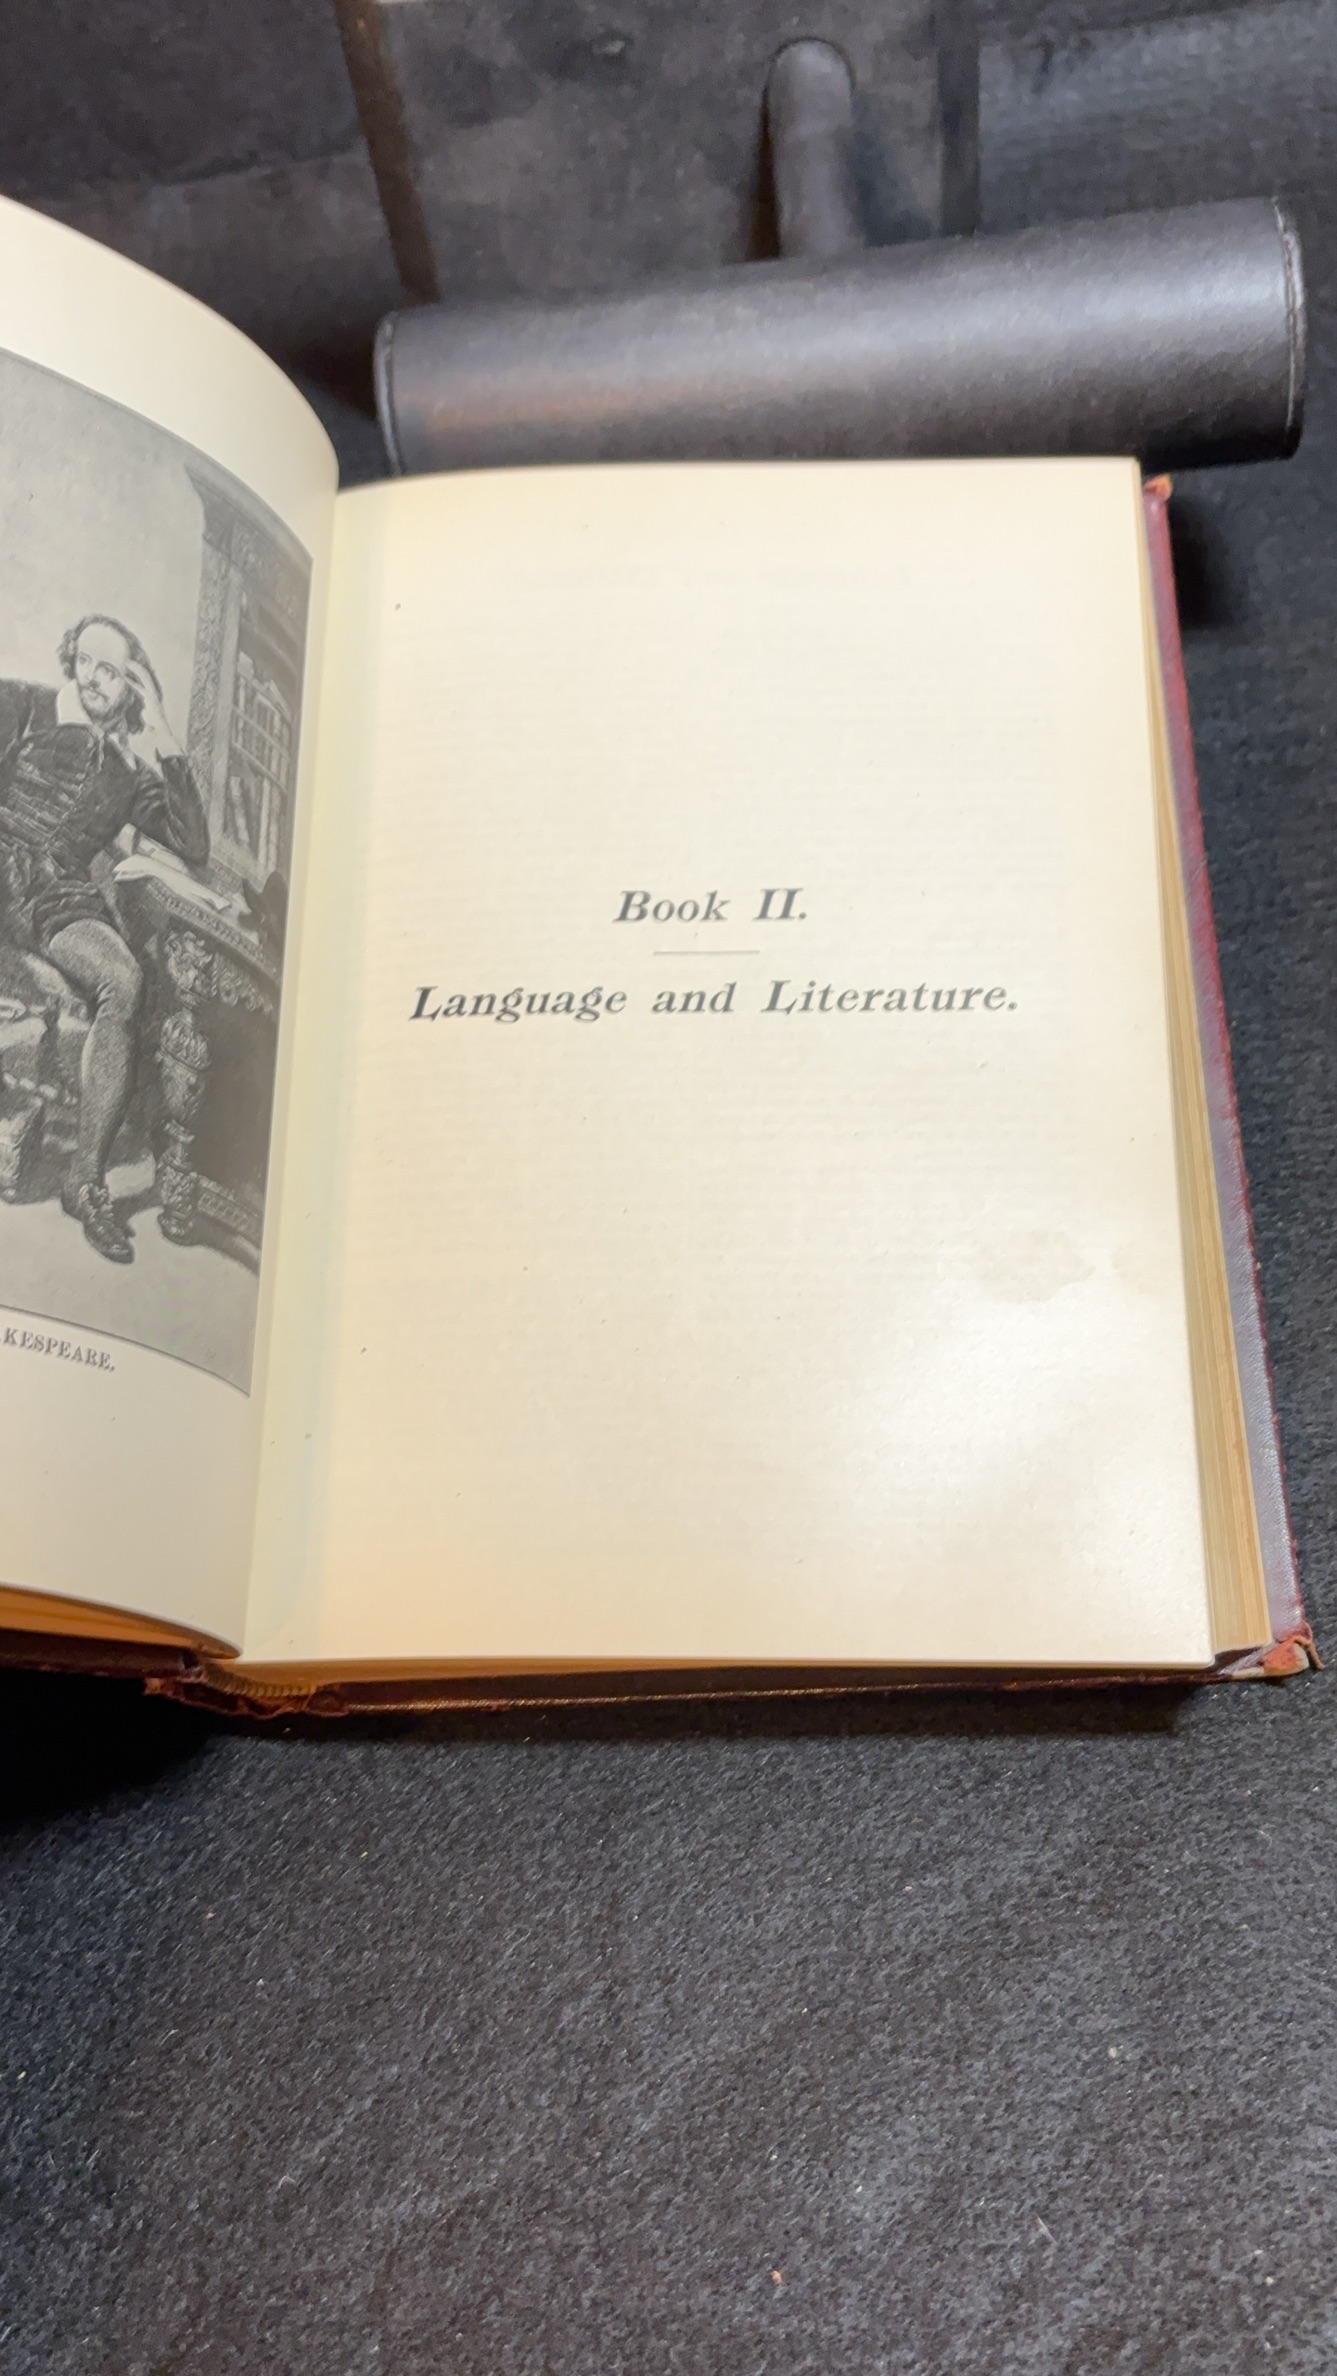 KESPEARE.
Book II.
Language and Literature.